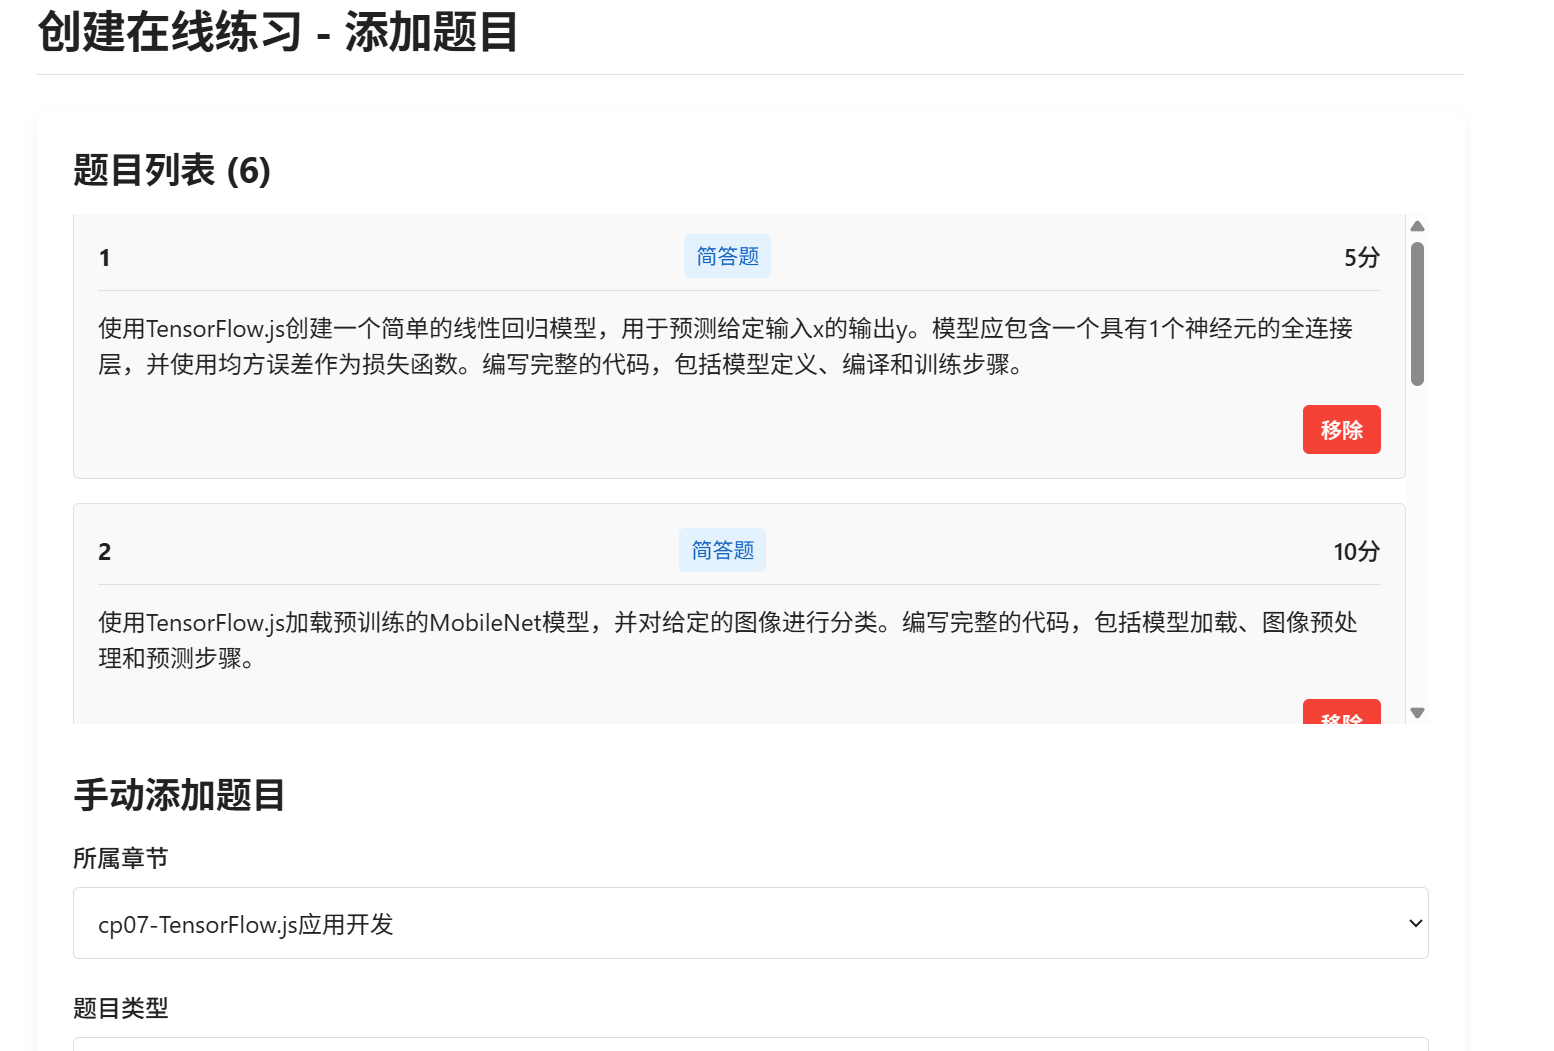 创建在线练习 - 添加题目
题目列表 (6)
1
简答题
5分
使用TensorFlow.js创建一个简单的线性回归模型，用于预测给定输入x的输出y。模型应包含一个具有1个神经元的全连接
层，并使用均方误差作为损失函数。编写完整的代码，包括模型定义、编译和训练步骤。
移除
2
简答题
10分
使用TensorFlow.js加载预训练的MobileNet模型，并对给定的图像进行分类。编写完整的代码，包括模型加载、图像预处
理和预测步骤。
移除
手动添加题目
所属章节
cp07-TensorFlow.js应用开发
题目类型